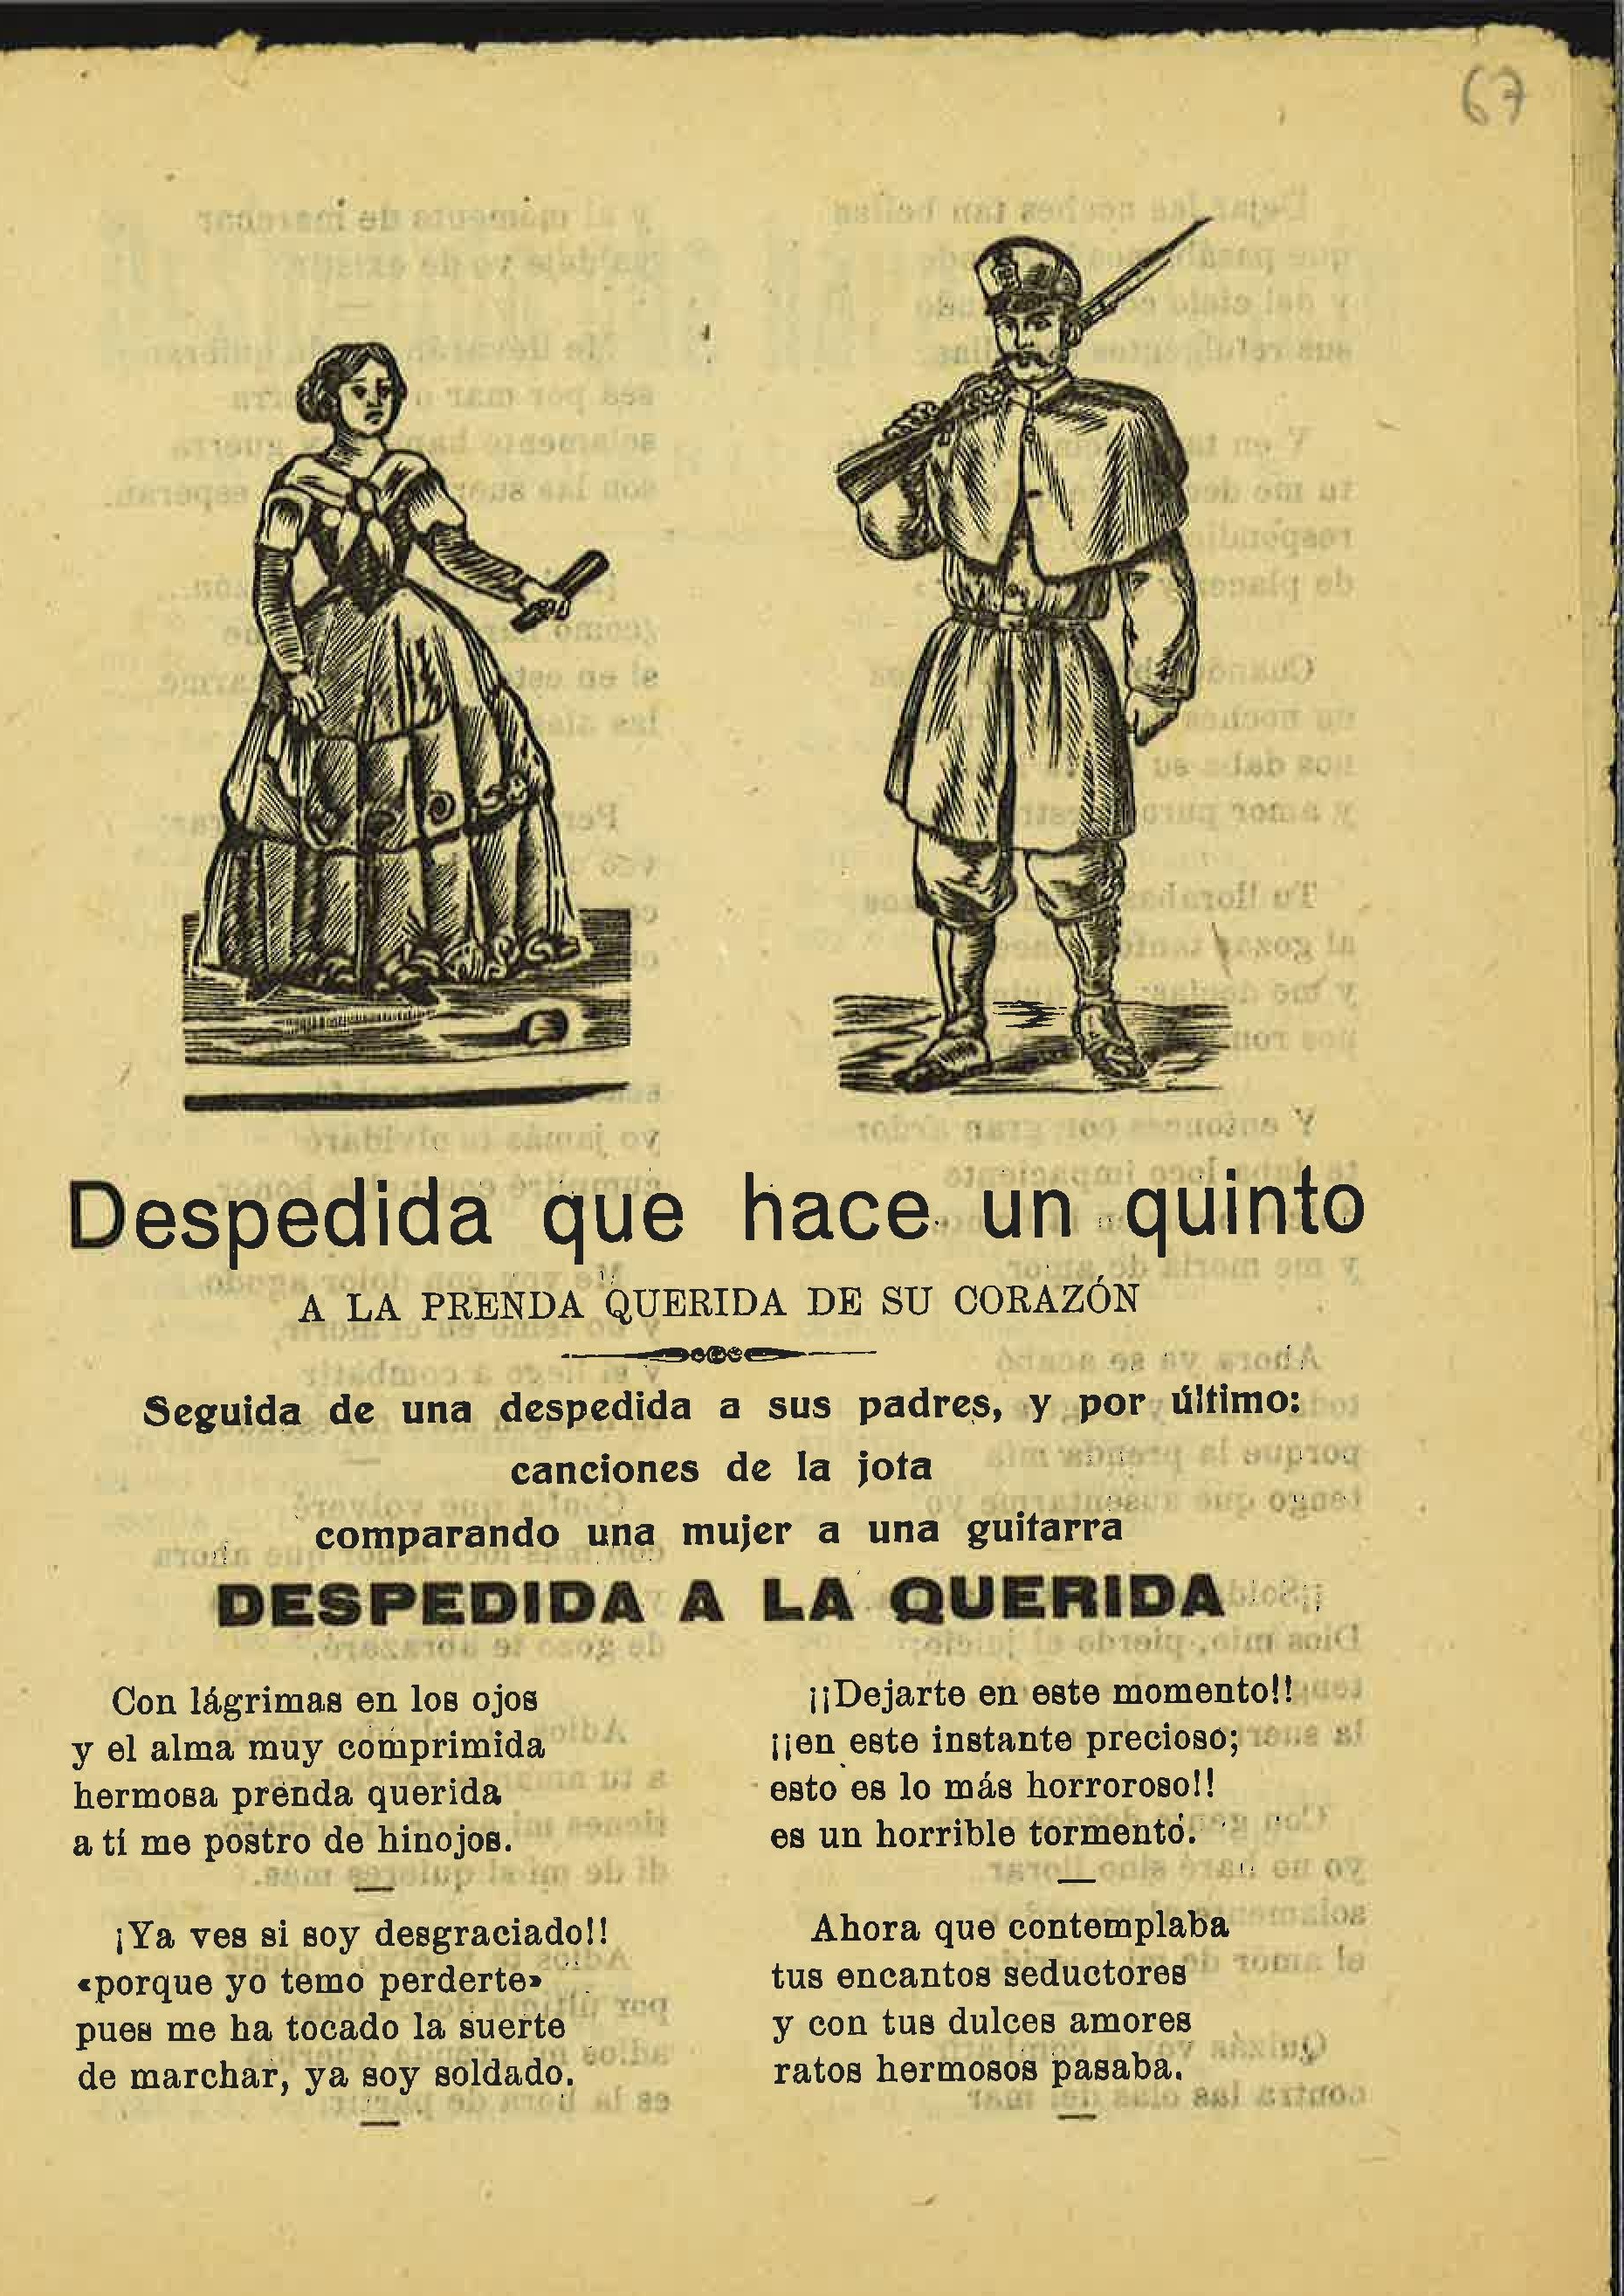 67
Despedida que hace un quinto
A LA PRENDA QUERIDA DE SU CORAZÓN
Seguida de una despedida a sus padres, y por último:
canciones de la jota
comparando una mujer a una guitarra
DESPEDIDA A LA QUERIDA
Con lágrimas en los ojos
y el alma muy comprimida
hermosa prenda querida
a tí me postro de hinojos.
¡Ya ves si soy desgraciado!!
«porque yo temo perderte»
pues me ha tocado la suerte
de marchar, ya soy soldado.
¡¡Dejarte en este momento!!
¡¡en este instante precioso;
esto es lo más horroroso!!
es un horrible tormento.
Ahora que contemplaba
tus encantos seductores
y con tus dulces amores
ratos hermosos pasaba.